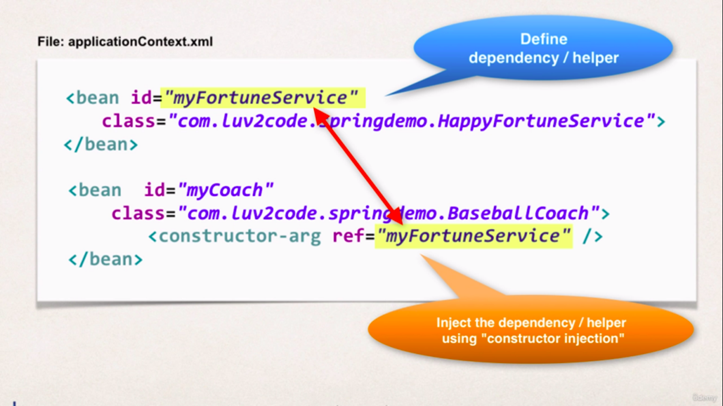 File: applicationContext.xml
Define
dependency / helper
<bean id="myFortuneService"
class="com.luv2code.springdemo.HappyFortuneService">
</bean>
<bean id="myCoach"
class="com.luv2code.springdemo.BaseballCoach">
<constructor-arg ref="myFortuneService" />
</bean>
Inject the dependency / helper
using "constructor injection"
Udemy